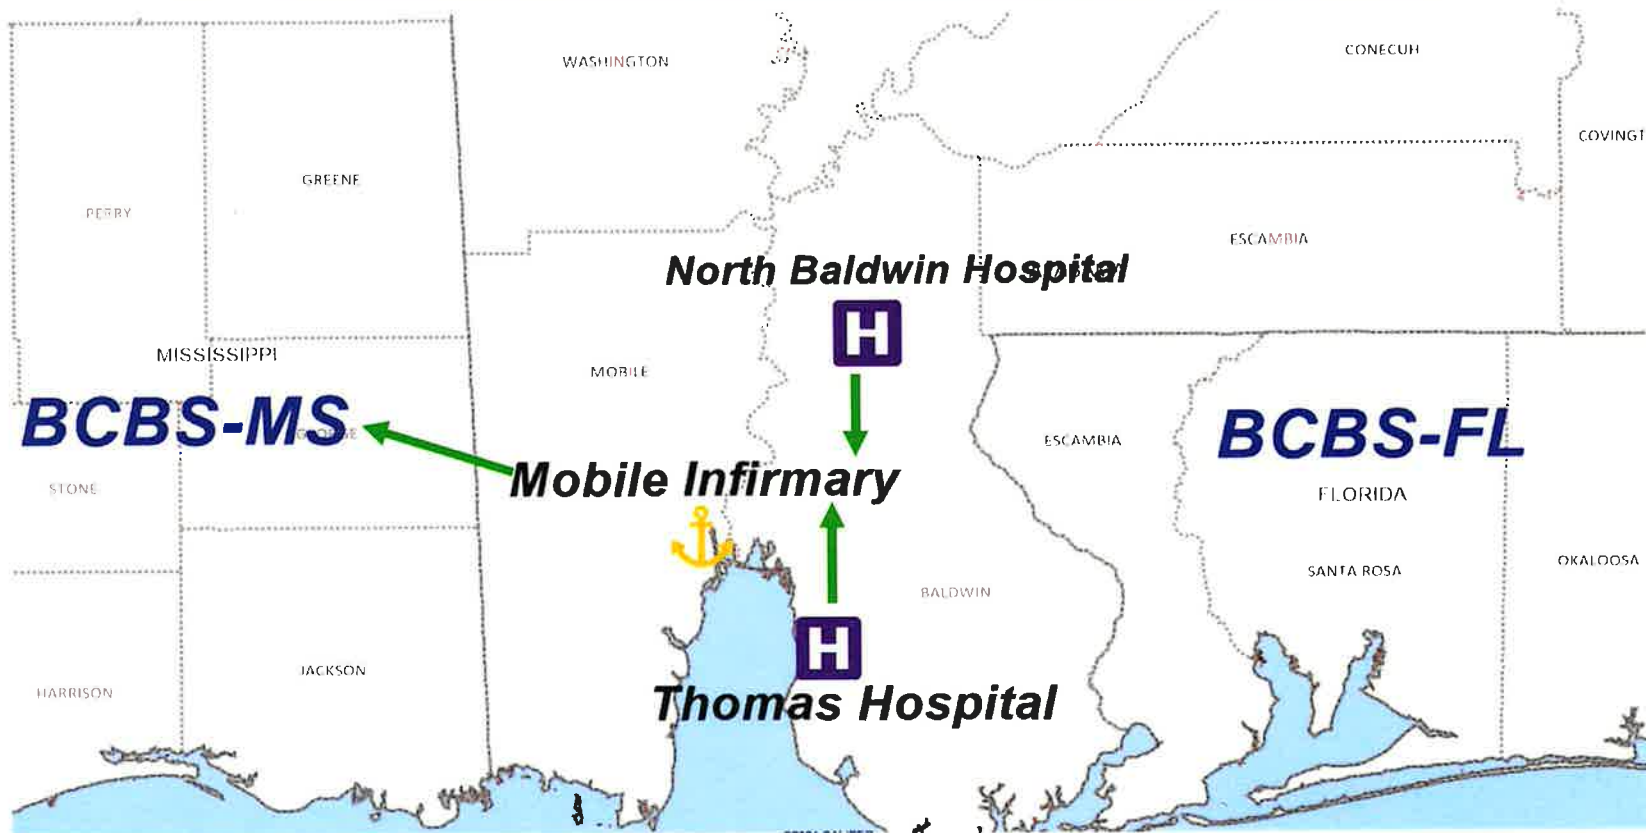 CONECUH
WASHINGTON
COVINGT
GREENE
PERRY
ESCAMBIA
North Baldwin Hospital
H
MISSISSIPPI
MOBILE
BCBS-MS
BCBS-FL
ESCAMBIA
Mobile Infirmary
STONE
FLORIDA
OKALOOSA
SANTA ROSA
BALDWIN
H
JACKSON
HARRISON
Thomas Hospital